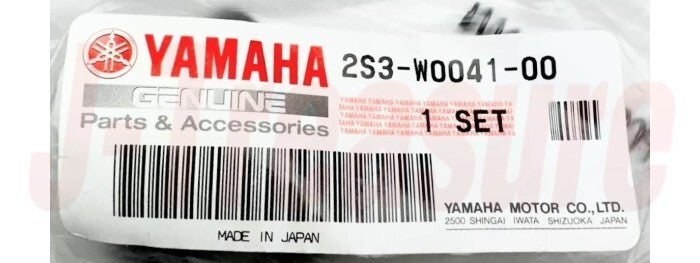 YAMAHA 2S3-W0041-00
GENUINE
Parts & Accessories 1 SET
YAMAHA MOTOR CO.,LTD.
2500 SHINGAI IWATA SHIZUOKA JAPAN
MADE IN JAPAN